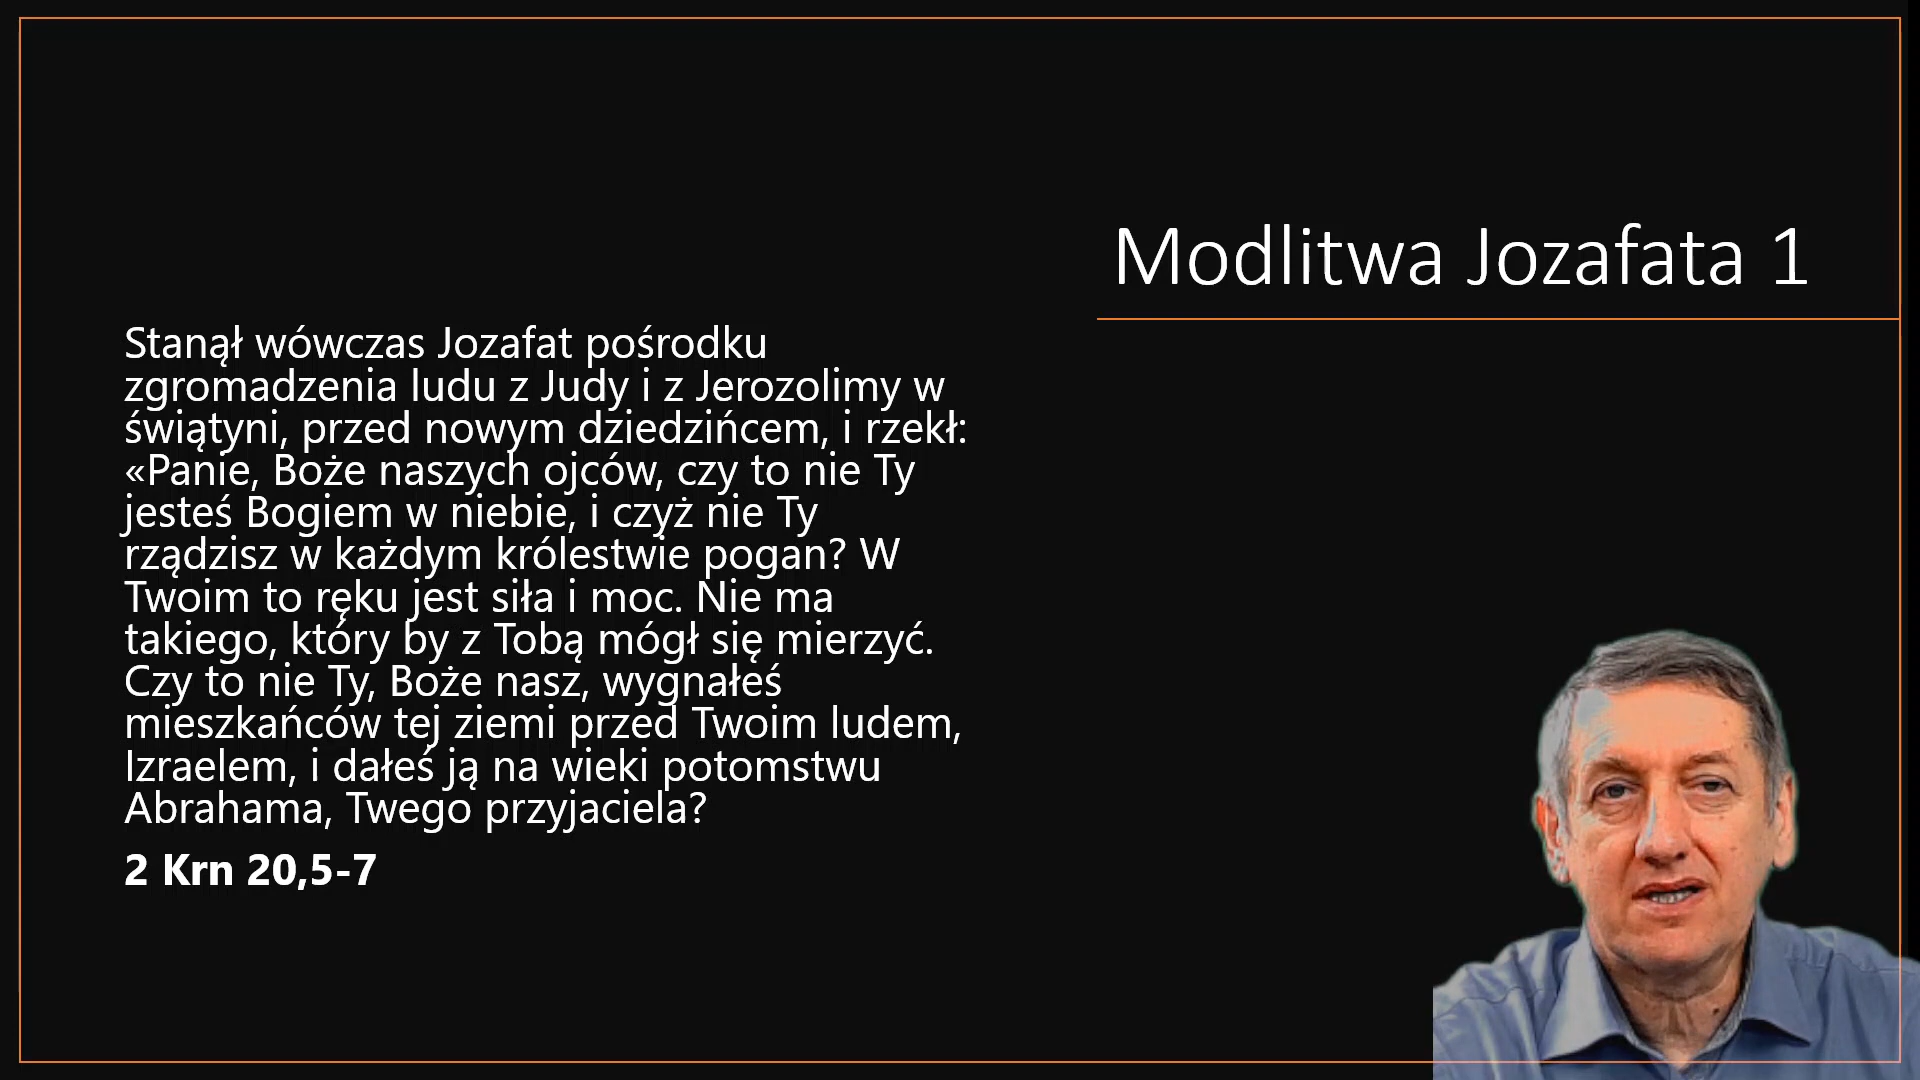 Modlitwa Jozafata 1
Stanął wówczas Jozafat pośrodku
zgromadzenia ludu z Judy i z Jerozolimy w
świątyni, przed nowym dziedzińcem, i rzekł:
«Panie, Boże naszych ojców, czy to nie Ty
jesteś Bogiem w niebie, i czyż nie Ty
rządzisz w każdym królestwie pogan? W
Twoim to ręku jest siła i moc. Nie ma
takiego, który by z Tobą mógł się mierzyć.
Czy to nie Ty, Boże nasz, wygnałeś
mieszkańców tej ziemi przed Twoim ludem,
Izraelem, i dałeś ją na wieki potomstwu
Abrahama, Twego przyjaciela?
2 Krn 20,5-7